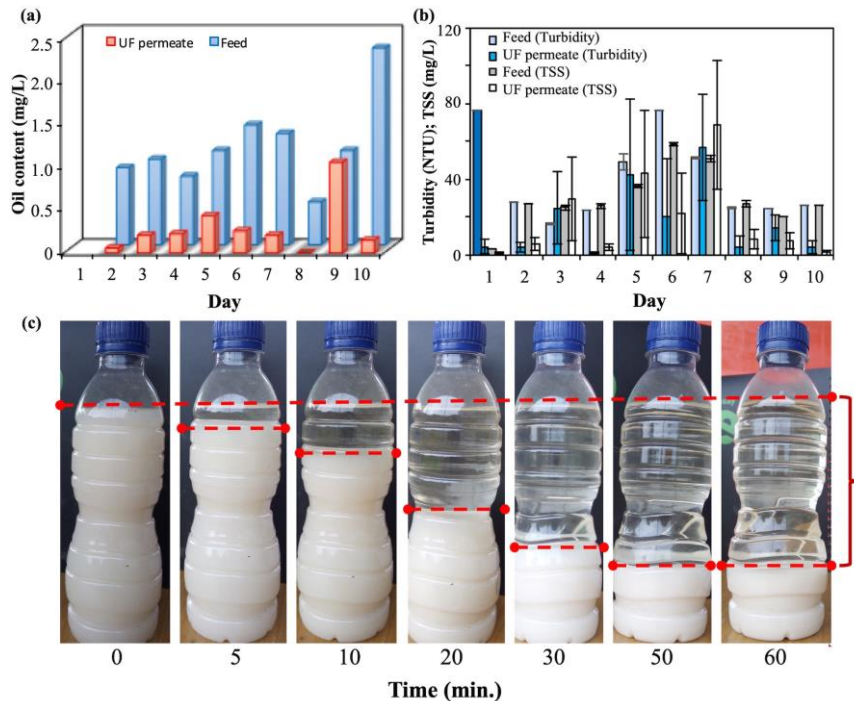 (a)
UF permeate
Feed
Oil content (mg/L)
2.5
2.0
1.5
1.0
0.5
0
1 2 3 4 5 6 7 8 9 10
Day
(b)
Feed (Turbidity)
UF permeate (Turbidity)
Feed (TSS)
UF permeate (TSS)
Turbidity (NTU); TSS (mg/L)
120
80
40
0
1 2 3 4 5 6 7 8 9 10
Day
(c)
0 5 10 20 30 50 60
Time (min.)